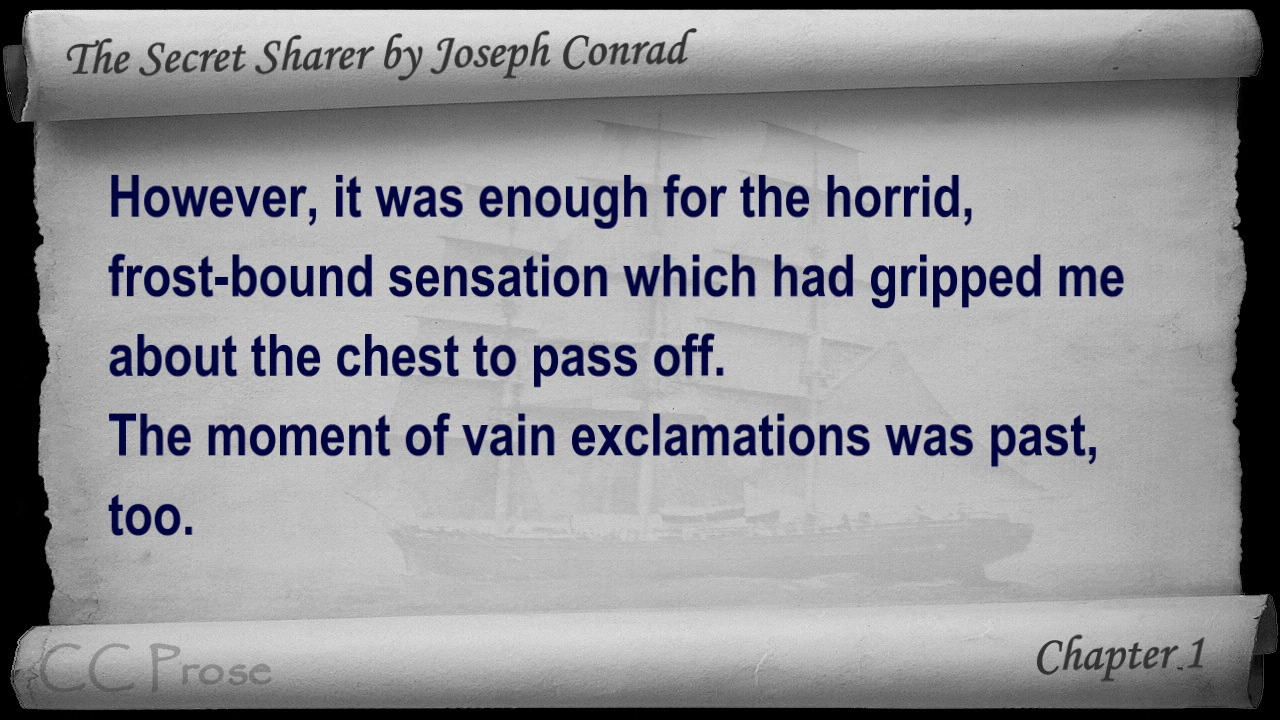 The Secret Sharer by Joseph Conrad
However, it was enough for the horrid,
frost-bound sensation which had gripped me
about the chest to pass off.
The moment of vain exclamations was past,
too.
CC Prose
Chapter 1